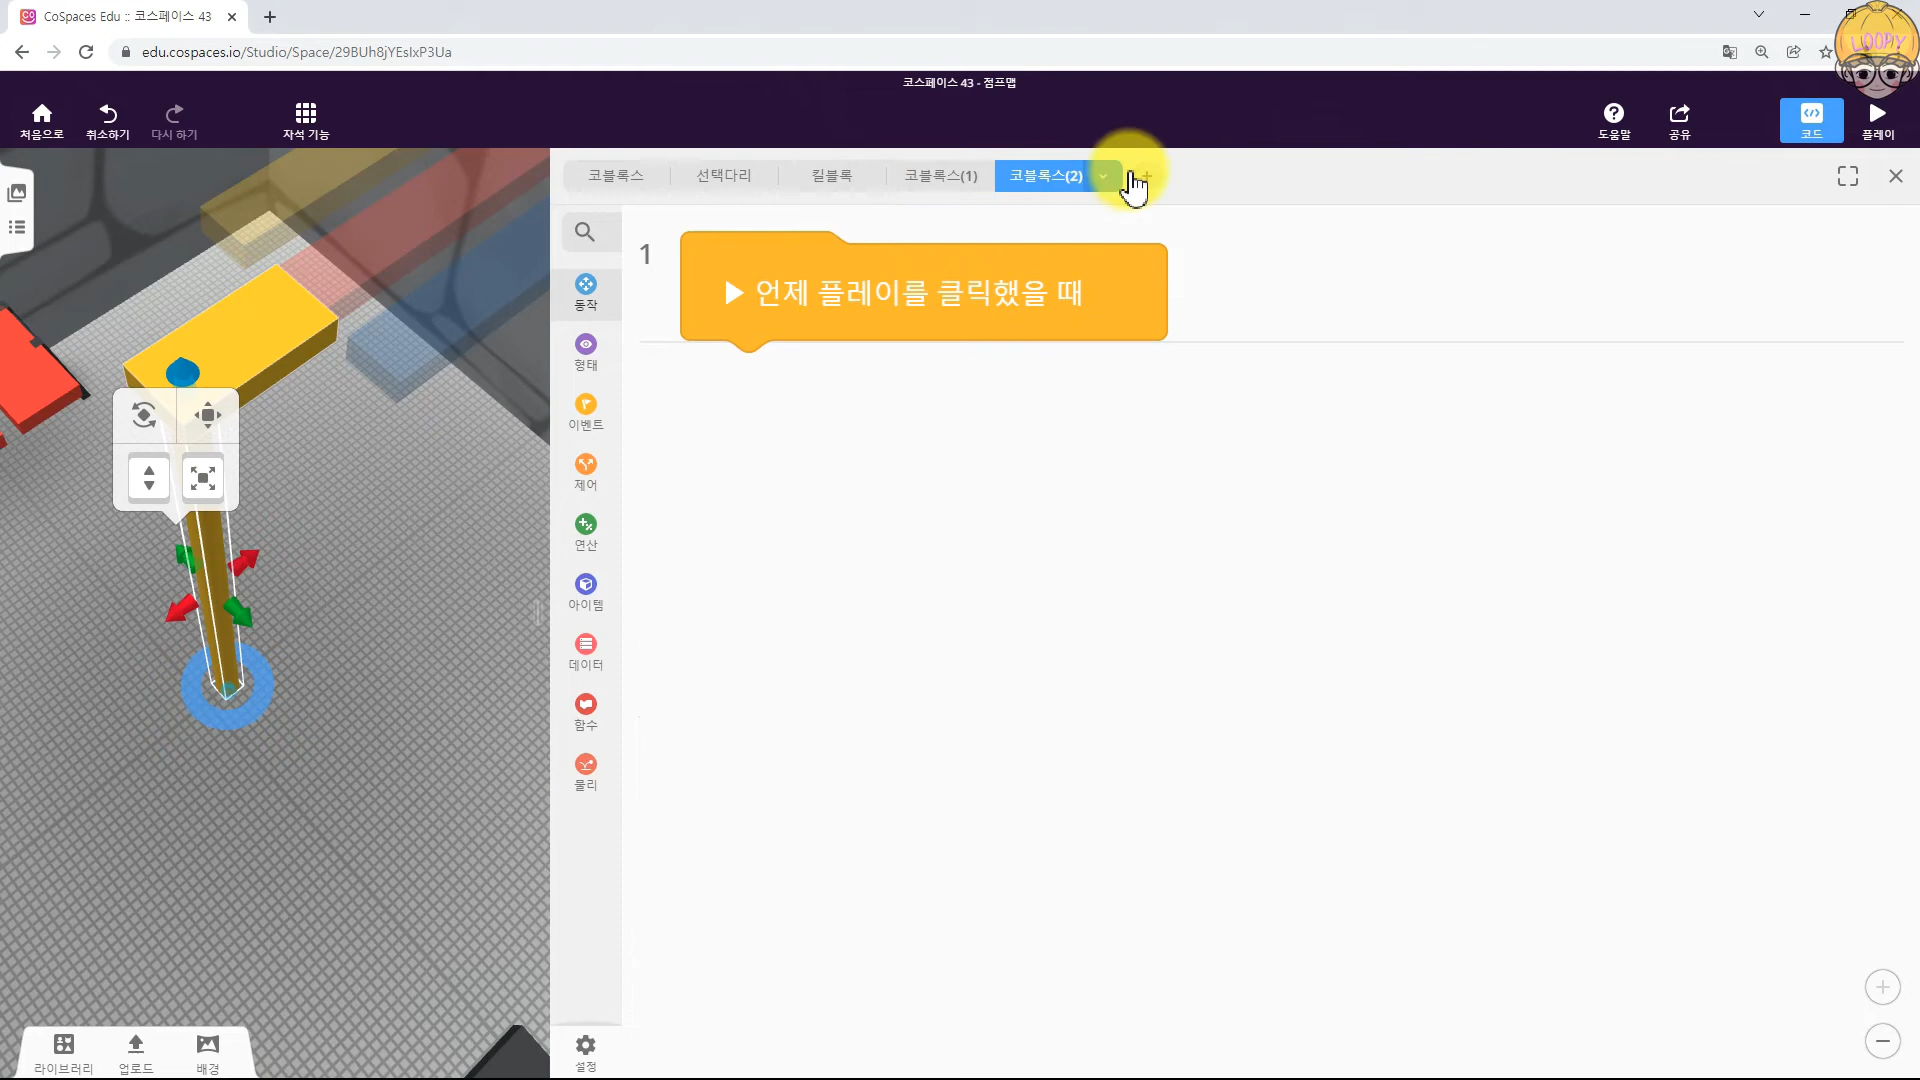 CoSpaces Edu :: 코스페이스 43
edu.cospaces.io/Studio/Space/29BUh8jYEsIxP3Ua
LOOPY
코스페이스 43 - 점프맵
처음으로
취소하기
다시 하기
자석 기능
도움말
공유
코드
플레이
코블록스
선택다리
킬블록
코블록스(1)
코블록스(2)
1
언제 플레이를 클릭했을 때
동작
형태
이벤트
제어
연산
아이템
데이터
함수
물리
설정
라이브러리
업로드
배경